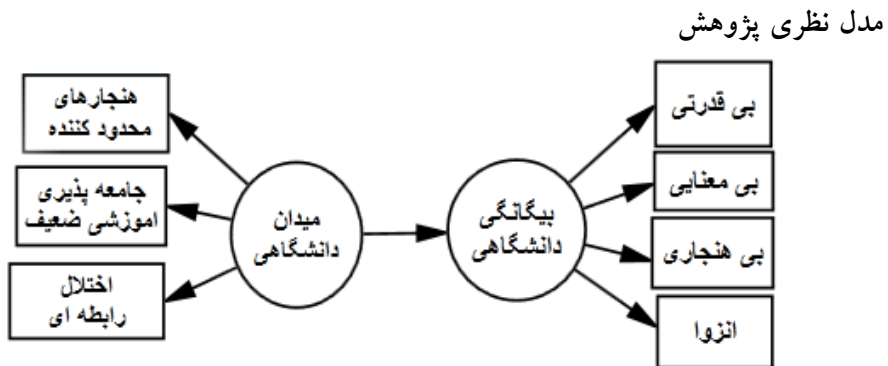 مدل نظری پژوهش
بی قدرتی
بی معنایی
بی هنجاری
انزوا
بیگانگی
دانشگاهی
میدان
دانشگاهی
هنجارهای
محدود کننده
جامعه پذیری
اموزشی ضعیف
اختلال
رابطه ای